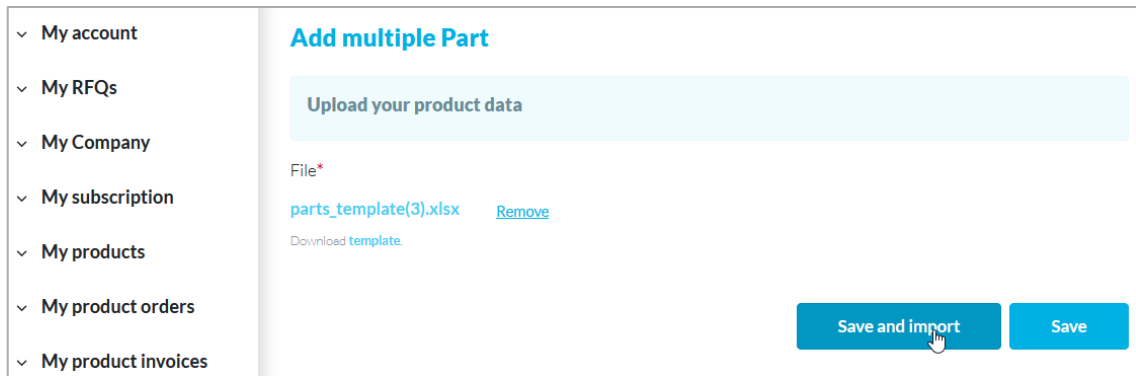 My account
My RFQs
My Company
My subscription
My products
My product orders
My product invoices
Add multiple Part
Upload your product data
File*
parts_template(3).xlsx Remove
Download template.
Save and import Save